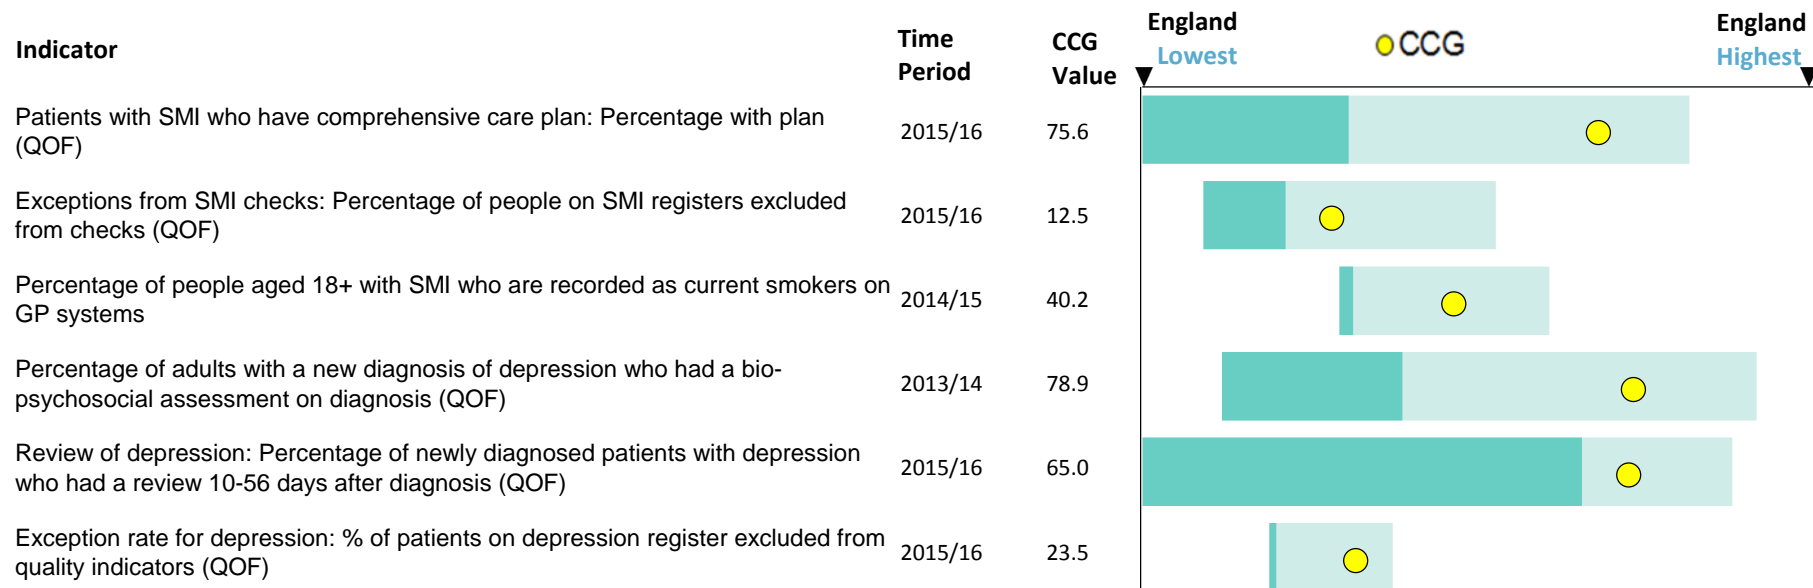 Indicator
Time
Period
CCG
Value
England
Lowest
CCG
England
Highest
Patients with SMI who have comprehensive care plan: Percentage with plan
(QOF)
2015/16
75.6
Exceptions from SMI checks: Percentage of people on SMI registers excluded
from checks (QOF)
2015/16
12.5
Percentage of people aged 18+ with SMI who are recorded as current smokers on
GP systems
2014/15
40.2
Percentage of adults with a new diagnosis of depression who had a bio-
psychosocial assessment on diagnosis (QOF)
2013/14
78.9
Review of depression: Percentage of newly diagnosed patients with depression
who had a review 10-56 days after diagnosis (QOF)
2015/16
65.0
Exception rate for depression: % of patients on depression register excluded from
quality indicators (QOF)
2015/16
23.5